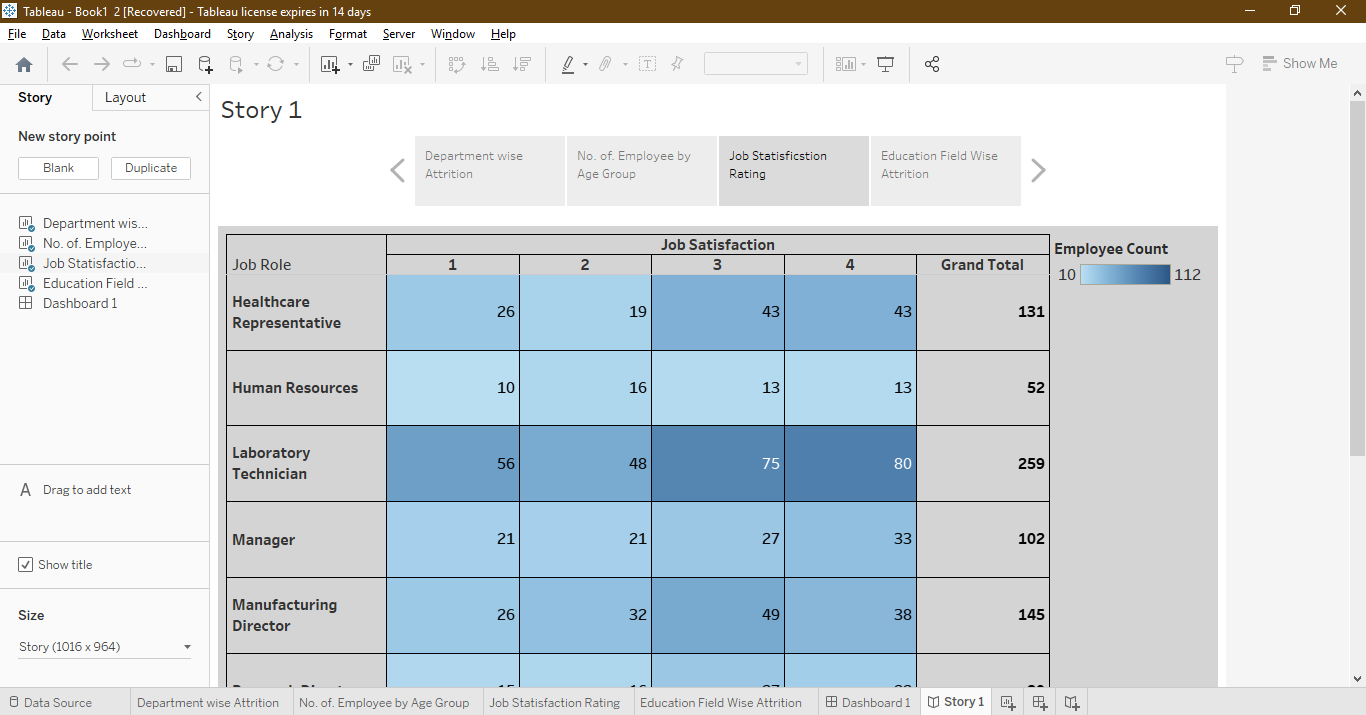 Tableau - Book1  2 [Recovered] - Tableau license expires in 14 days
File Data Worksheet Dashboard Story Analysis Format Server Window Help
Show Me
Story Layout
New story point
Blank Duplicate
Department wis...
No. of. Employe...
Job Statisfactio...
Education Field ...
Dashboard 1
A Drag to add text
Show title
Size
Story (1016 x 964)
Story 1
Department wise
Attrition
No. of. Employee by
Age Group
Job Statisficstion
Rating
Education Field Wise
Attrition
Job Satisfaction
Job Role 1 2 3 4 Grand Total
Healthcare
Representative 26 19 43 43 131
Human Resources 10 16 13 13 52
Laboratory
Technician 56 48 75 80 259
Manager 21 21 27 33 102
Manufacturing
Director 26 32 49 38 145
Employee Count
10 112
Data Source Department wise Attrition No. of. Employee by Age Group Job Statisfaction Rating Education Field Wise Attrition Dashboard 1 Story 1